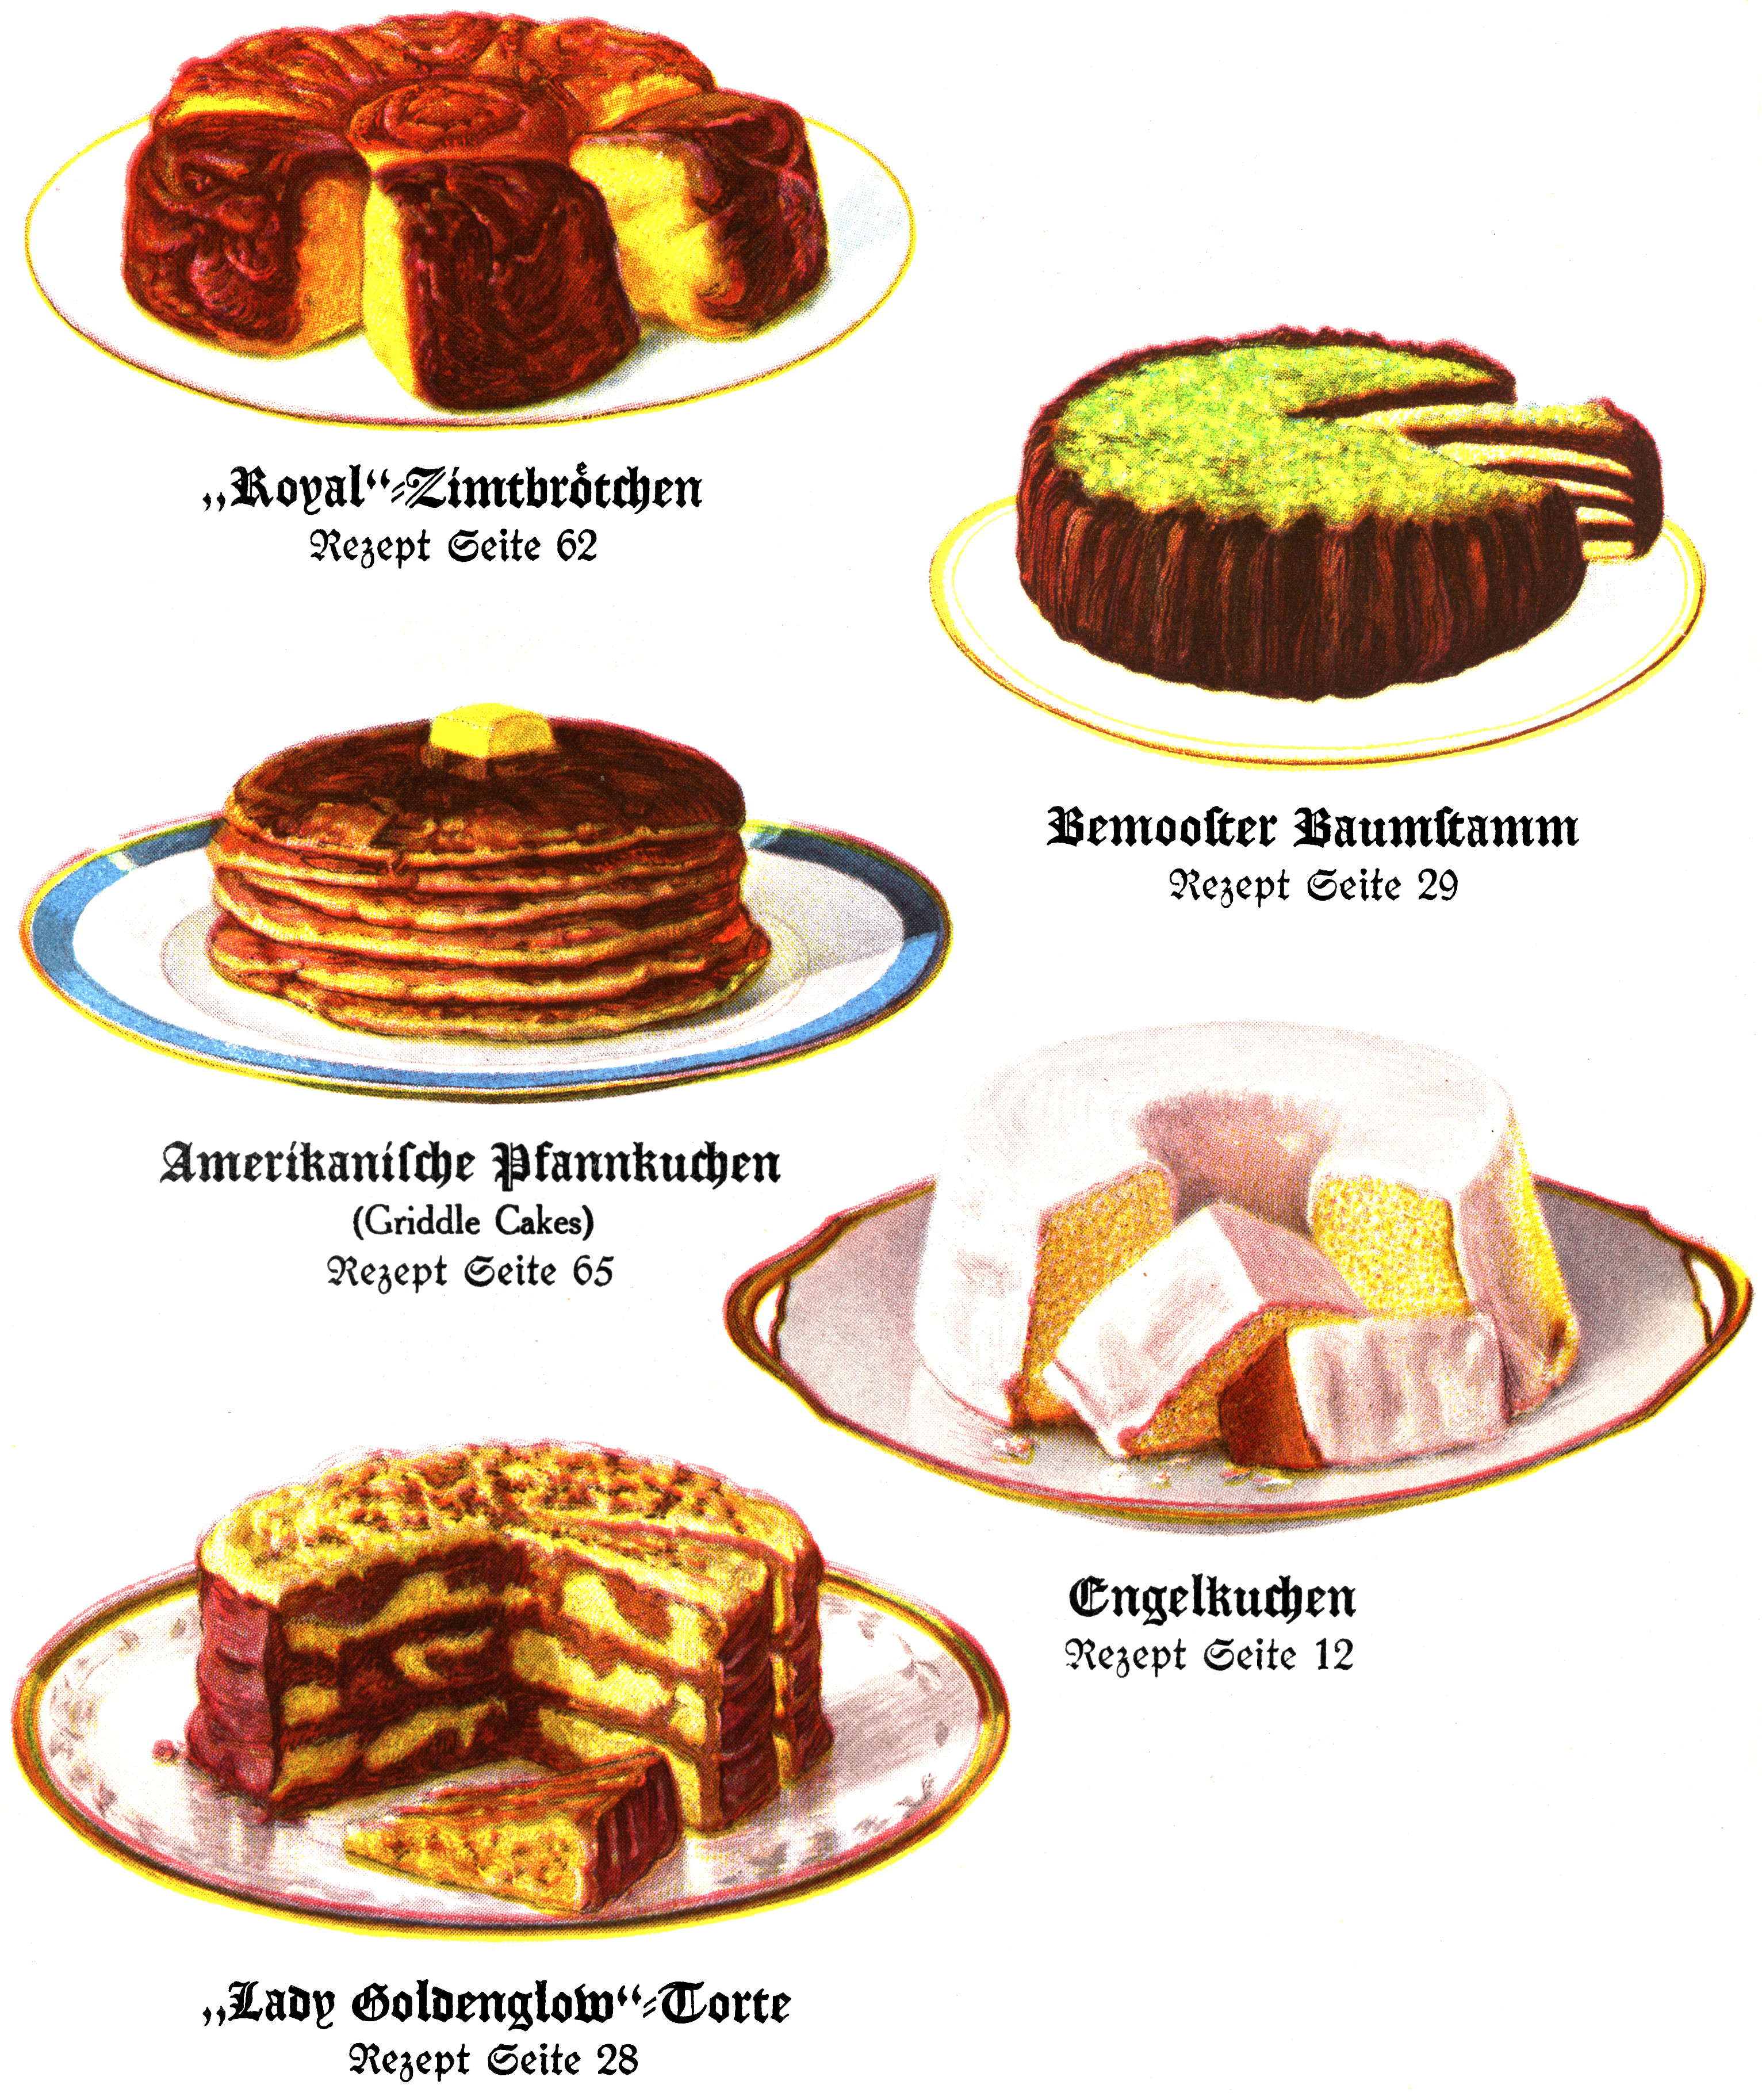 „Royal“-Zimtbrötchen
Rezept Seite 62
Bemooſter Baumſtamm
Rezept Seite 29
Amerikaniſche Pfannkuchen
(Griddle Cakes)
Rezept Seite 65
Engelkuchen
Rezept Seite 12
„Lady Goldenglow“-Torte
Rezept Seite 28